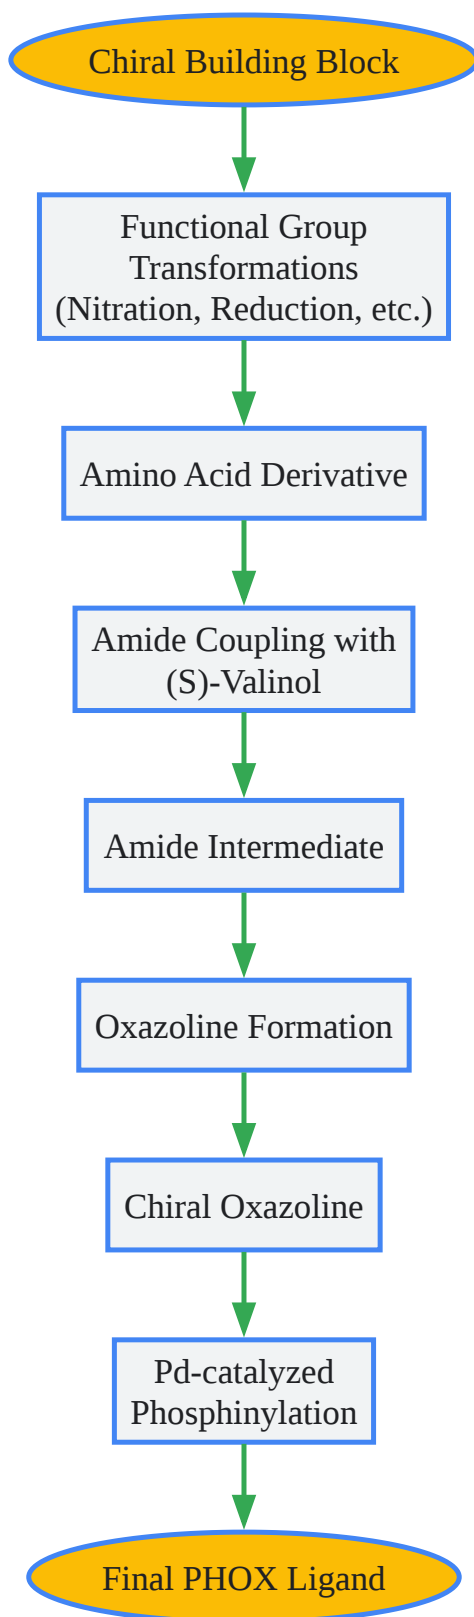 Chiral Building Block
Functional Group
Transformations
(Nitration, Reduction, etc.)
Amino Acid Derivative
Amide Coupling with
(S)-Valinol
Amide Intermediate
Oxazoline Formation
Chiral Oxazoline
Pd-catalyzed
Phosphinylation
Final PHOX Ligand